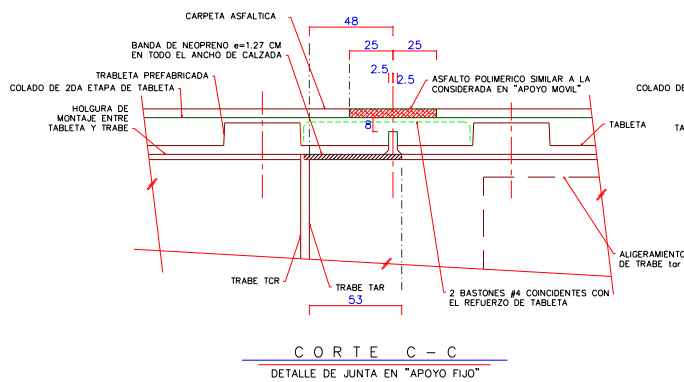 CARPETA ASFALTICA
48
BANDA DE NEOPRENO e=1.27 CM
EN TODO EL ANCHO DE CALZADA
25
25
2.5
2.5
TRABLETA PREFABRICADA
ASFALTO POLIMERICO SIMILAR A LA
CONSIDERADA EN "APOYO MOVIL"
COLADO DE 2DA ETAPA DE TABLETA
COLADO DE
HOLGURA DE
MONTAJE ENTRE
TABLETA Y TRABE
8
TABLETA
TA
ALIGERAMIENTO
DE TRABE tar
TRABE TCR
TRABE TAR
2 BASTONES #4 COINCIDENTES CON
EL REFUERZO DE TABLETA
53
CORTE C-C
DETALLE DE JUNTA EN "APOYO FIJO"